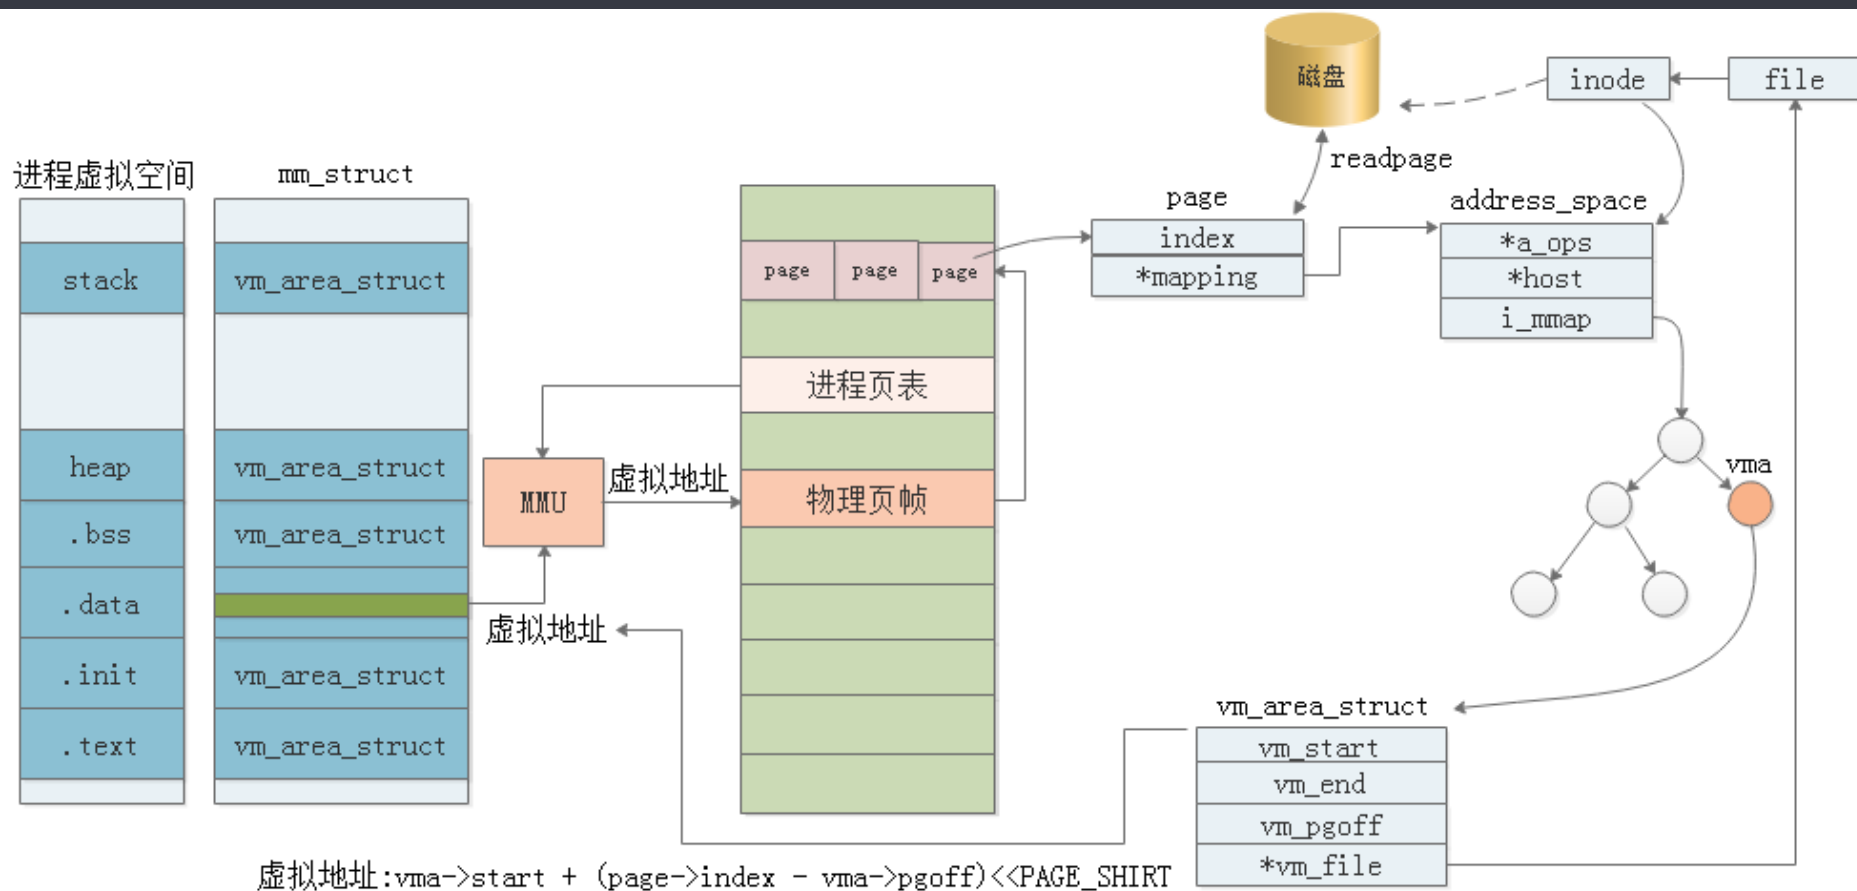 磁盘
inode
file
readpage
进程虚拟空间
mm_struct
page
address_space
index
*mapping
*a_ops
*host
i_mmap
stack
vm_area_struct
page
page
page
进程页表
heap
vm_area_struct
MMU
虚拟地址
物理页帧
vma
.bss
vm_area_struct
.data
虚拟地址
.init
vm_area_struct
.text
vm_area_struct
vm_area_struct
vm_start
vm_end
vm_pgoff
*vm_file
虚拟地址:vma->start + (page->index - vma->pgoff)<<PAGE_SHIRT